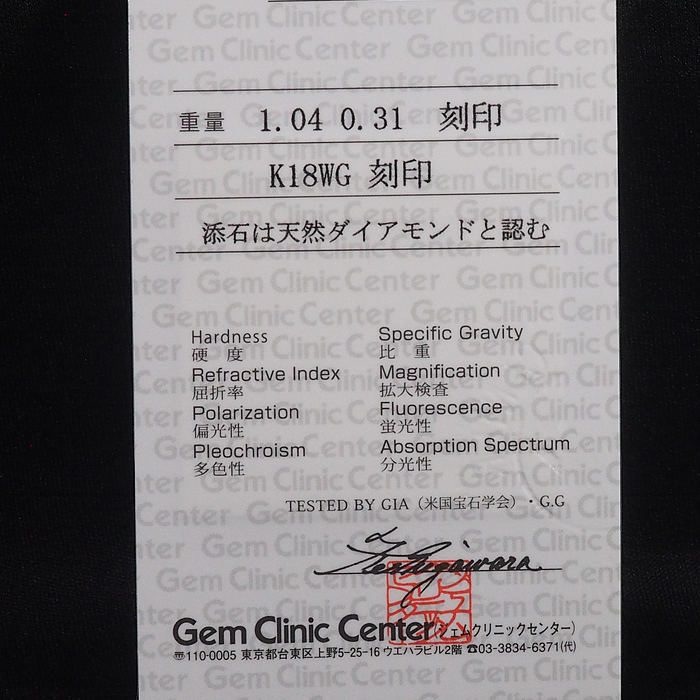 重量 1.04 0.31 刻印
K18WG 刻印
添石は天然ダイアモンドと認む
Hardness Specific Gravity
硬 度 比 重
Refractive Index Magnification
屈折率 拡大検査
Polarization Fluorescence
偏光性 蛍光性
Pleochroism Absorption Spectrum
多色性 分光性
TESTED BY GIA（米国宝石学会）・G.G
Gem Clinic Center(ジェムクリニックセンター)
〒110-0005 東京都台東区上野5-25-16 ウエハラビル2階 ☎03-3834-6371(代)